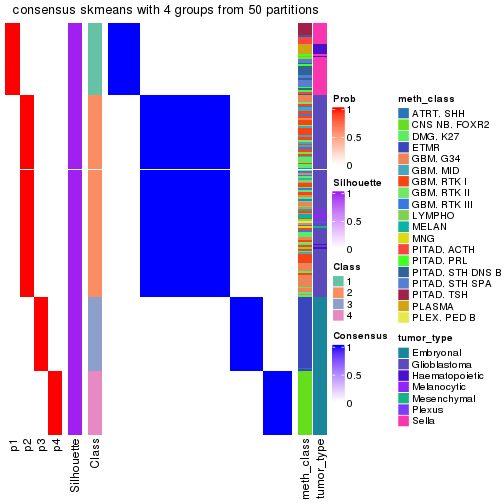 consensus skmeans with 4 groups from 50 partitions
Prob
1
0.5
0
Silhouette
1
0.5
0
Class
1
2
3
4
Consensus
1
0.5
0
meth_class
ATRT. SHH
CNS NB. FOXR2
DMG. K27
ETMR
GBM. G34
GBM. MID
GBM. RTK I
GBM. RTK II
GBM. RTK III
LYMPHO
MELAN
MNG
PITAD. ACTH
PITAD. PRL
PITAD. STH DNS B
PITAD. STH SPA
PITAD. TSH
PLASMA
PLEX. PED B
tumor_type
Embryonal
Glioblastoma
Haematopoietic
Melanocytic
Mesenchymal
Plexus
Sella
p1
p2
p3
p4
Silhouette
Class
meth_class
tumor_type